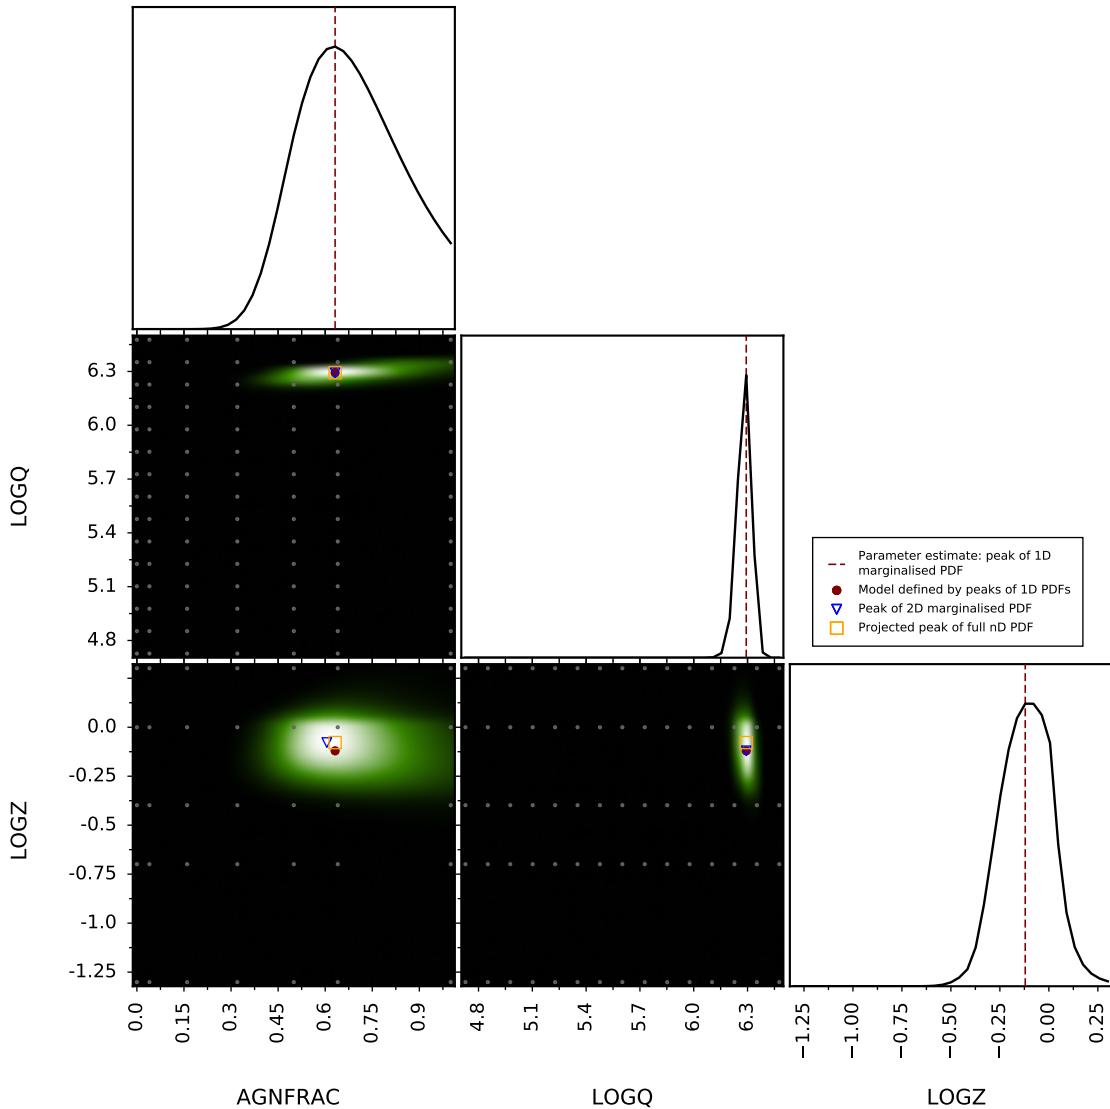 LOGQ
6.3
6.0
5.7
5.4
5.1
4.8
Parameter estimate: peak of 1D
marginalised PDF
Model defined by peaks of 1D PDFs
Peak of 2D marginalised PDF
Projected peak of full nD PDF
LOGZ
0.0
-0.25
-0.5
-0.75
-1.0
-1.25
0.0 0.15 0.3 0.45 0.6 0.75 0.9
4.8 5.1 5.4 5.7 6.0 6.3
−1.25 −1.00 −0.75 −0.50 −0.25 0.00 0.25
AGNFRAC LOGQ LOGZ